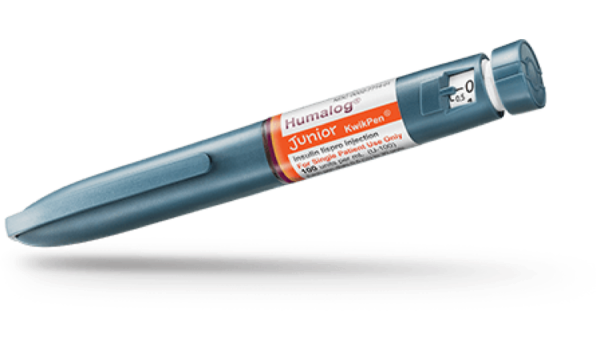 Humalog®
Junior KwikPen®
Insulin lispro injection
For Single Patient Use Only
100 units per mL (U-100)
0
0.5